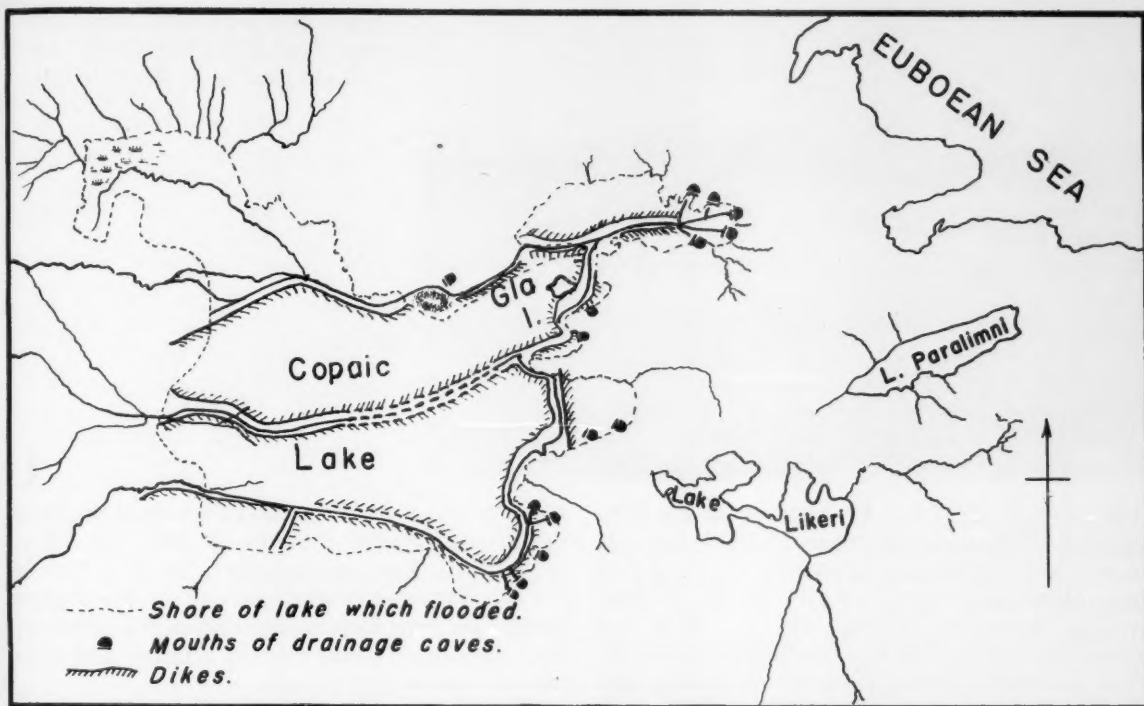 EUBOEAN SEA
Gla
Copaic
L. Paralimni
Lake
Lake
Likeri
Shore of lake which flooded.
Mouths of drainage caves.
Dikes.